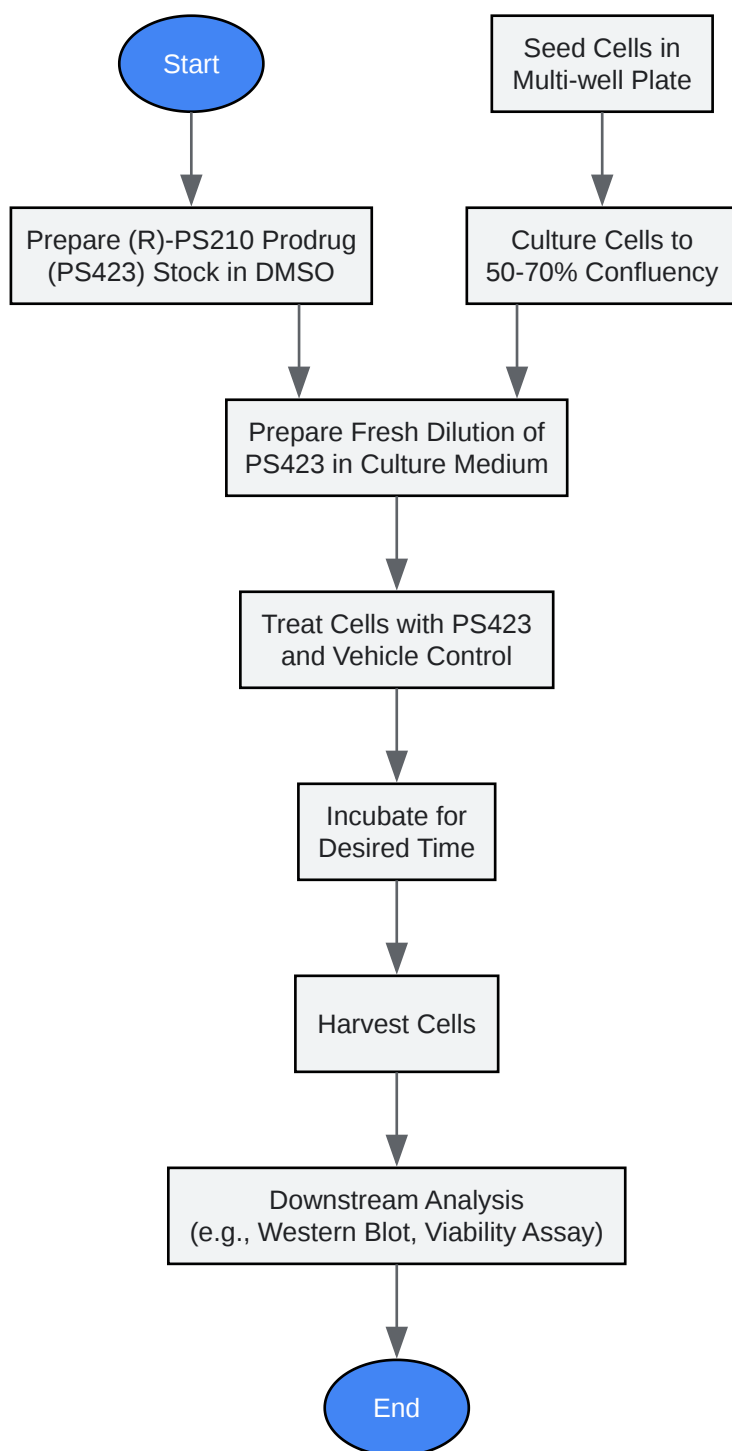 Start
Seed Cells in
Multi-well Plate
Prepare (R)-PS210 Prodrug
(PS423) Stock in DMSO
Culture Cells to
50-70% Confluency
Prepare Fresh Dilution of
PS423 in Culture Medium
Treat Cells with PS423
and Vehicle Control
Incubate for
Desired Time
Harvest Cells
Downstream Analysis
(e.g., Western Blot, Viability Assay)
End